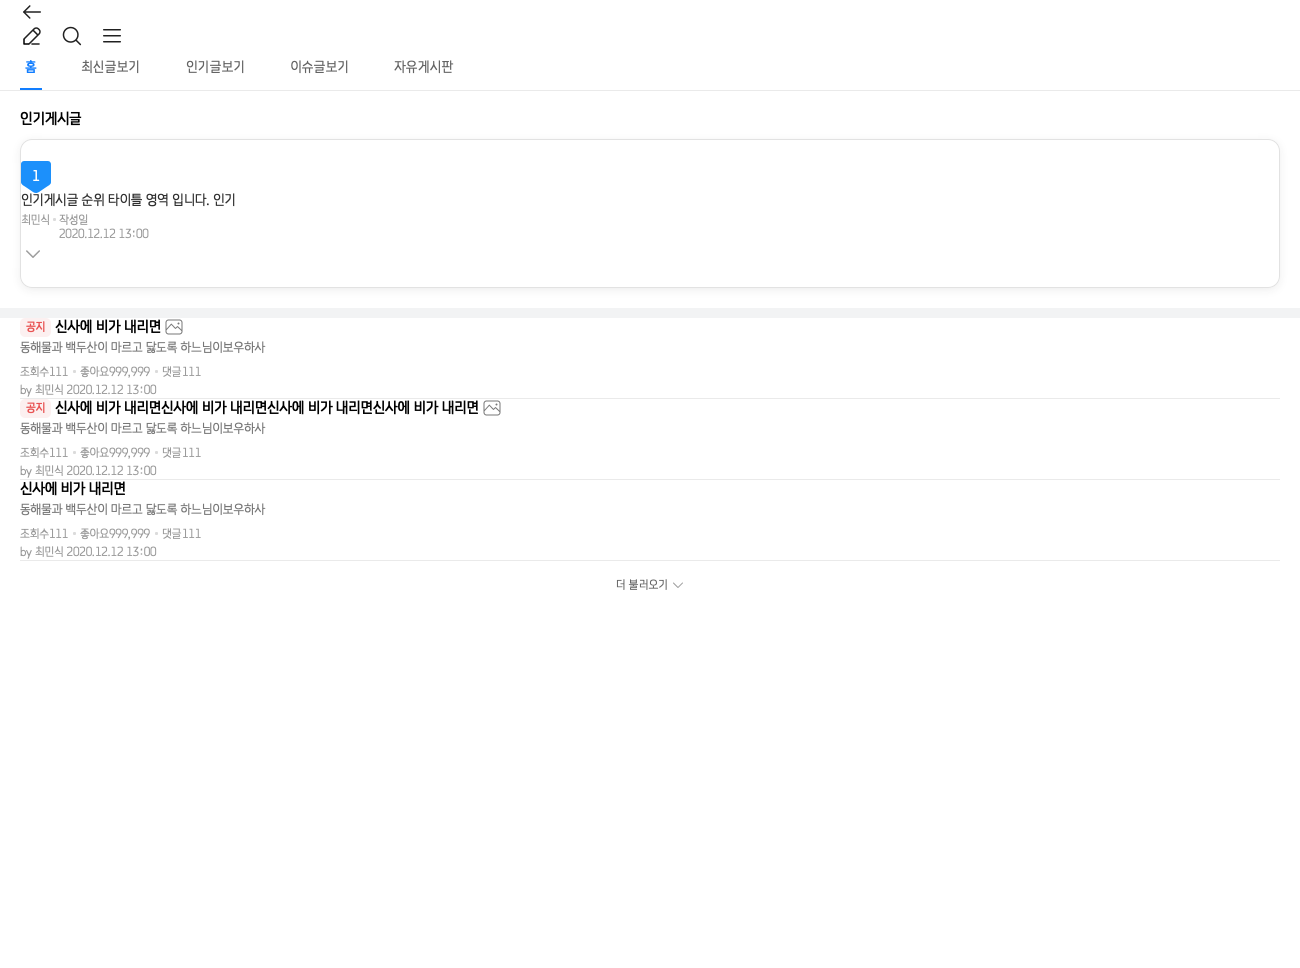 홈 최신글보기 인기글보기 이슈글보기 자유게시판
인기게시글
1
인기게시글 순위 타이틀 영역 입니다. 인기
최민식 • 작성일
2020.12.12 13:00
공지 신사에 비가 내리면
동해물과 백두산이 마르고 닳도록 하느님이보우하사
조회수111 • 좋아요999,999 • 댓글111
by 최민식 2020.12.12 13:00
공지 신사에 비가 내리면신사에 비가 내리면신사에 비가 내리면신사에 비가 내리면
동해물과 백두산이 마르고 닳도록 하느님이보우하사
조회수111 • 좋아요999,999 • 댓글111
by 최민식 2020.12.12 13:00
신사에 비가 내리면
동해물과 백두산이 마르고 닳도록 하느님이보우하사
조회수111 • 좋아요999,999 • 댓글111
by 최민식 2020.12.12 13:00
더 불러오기